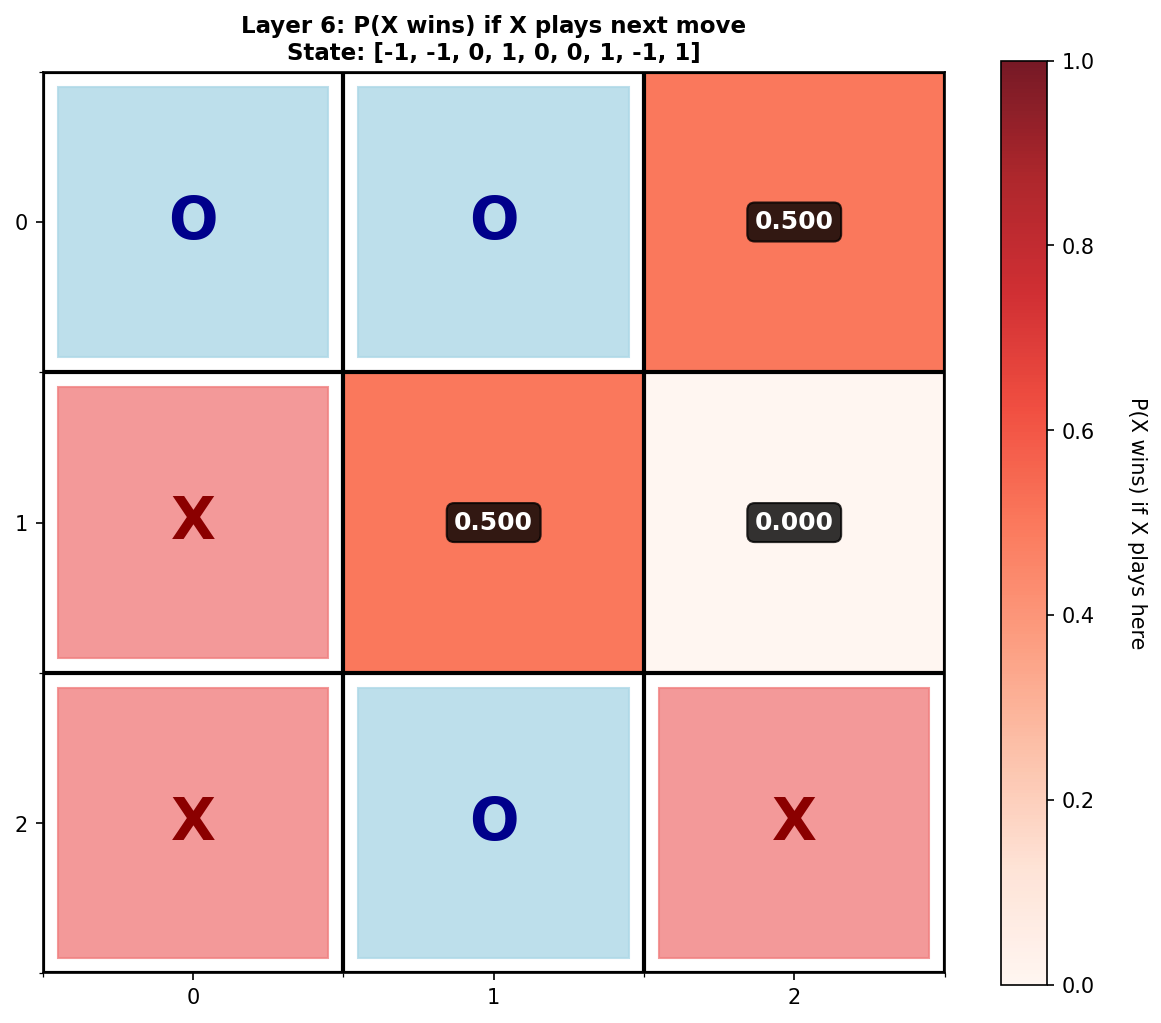 Layer 6: P(X wins) if X plays next move
State: [-1, -1, 0, 1, 0, 0, 1, -1, 1]
0
O
O
0.500
1
X
0.500
0.000
2
X
O
X
0
1
2
1.0
0.8
0.6
0.4
0.2
0.0
P(X wins) if X plays here